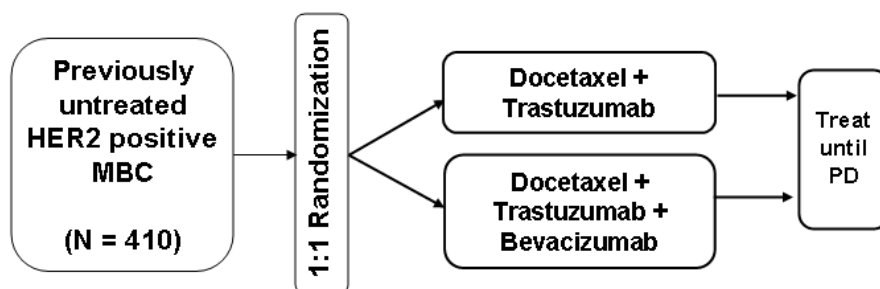 Previously
untreated
HER2 positive
MBC
(N = 410)
1:1 Randomization
Docetaxel +
Trastuzumab
Docetaxel +
Trastuzumab +
Bevacizumab
Treat
until
PD